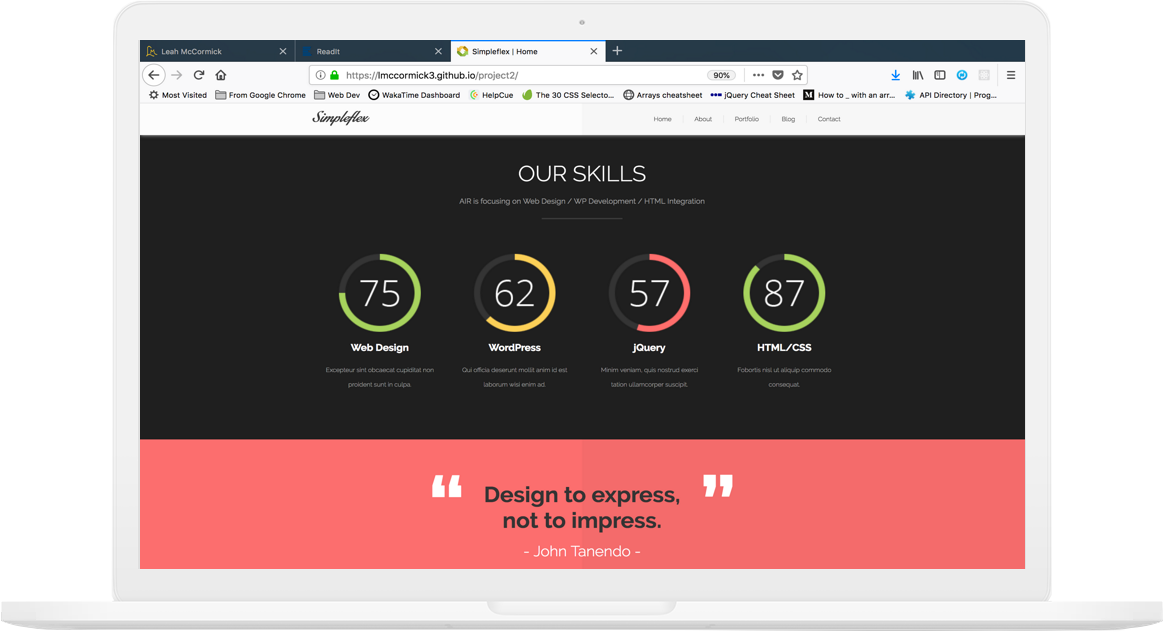 Leah McCormick
ReadIt
Simpleflex | Home
https://lmccormick3.github.io/project2/
90%
Most Visited
From Google Chrome
Web Dev
WakaTime Dashboard
HelpCue
The 30 CSS Selecto...
Arrays cheatsheet
jQuery Cheat Sheet
M
How to _ with an arr...
API Directory | Prog...
Simpleflex
Home
About
Portfolio
Blog
Contact
OUR SKILLS
AIR is focusing on Web Design / WP Development / HTML Integration
75
62
57
87
Web Design
WordPress
jQuery
HTML/CSS
Excepteur sint obcaecat cupiditat non
proident sunt in culpa.
Qui officia deserunt mollit anim id est
laborum wisi enim ad.
Minim veniam, quis nostrud exerci
tation ullamcorper suscipit.
Fobortis nisl ut aliquip commodo
consequat.
“ Design to express, ”
not to impress.
- John Tanendo -